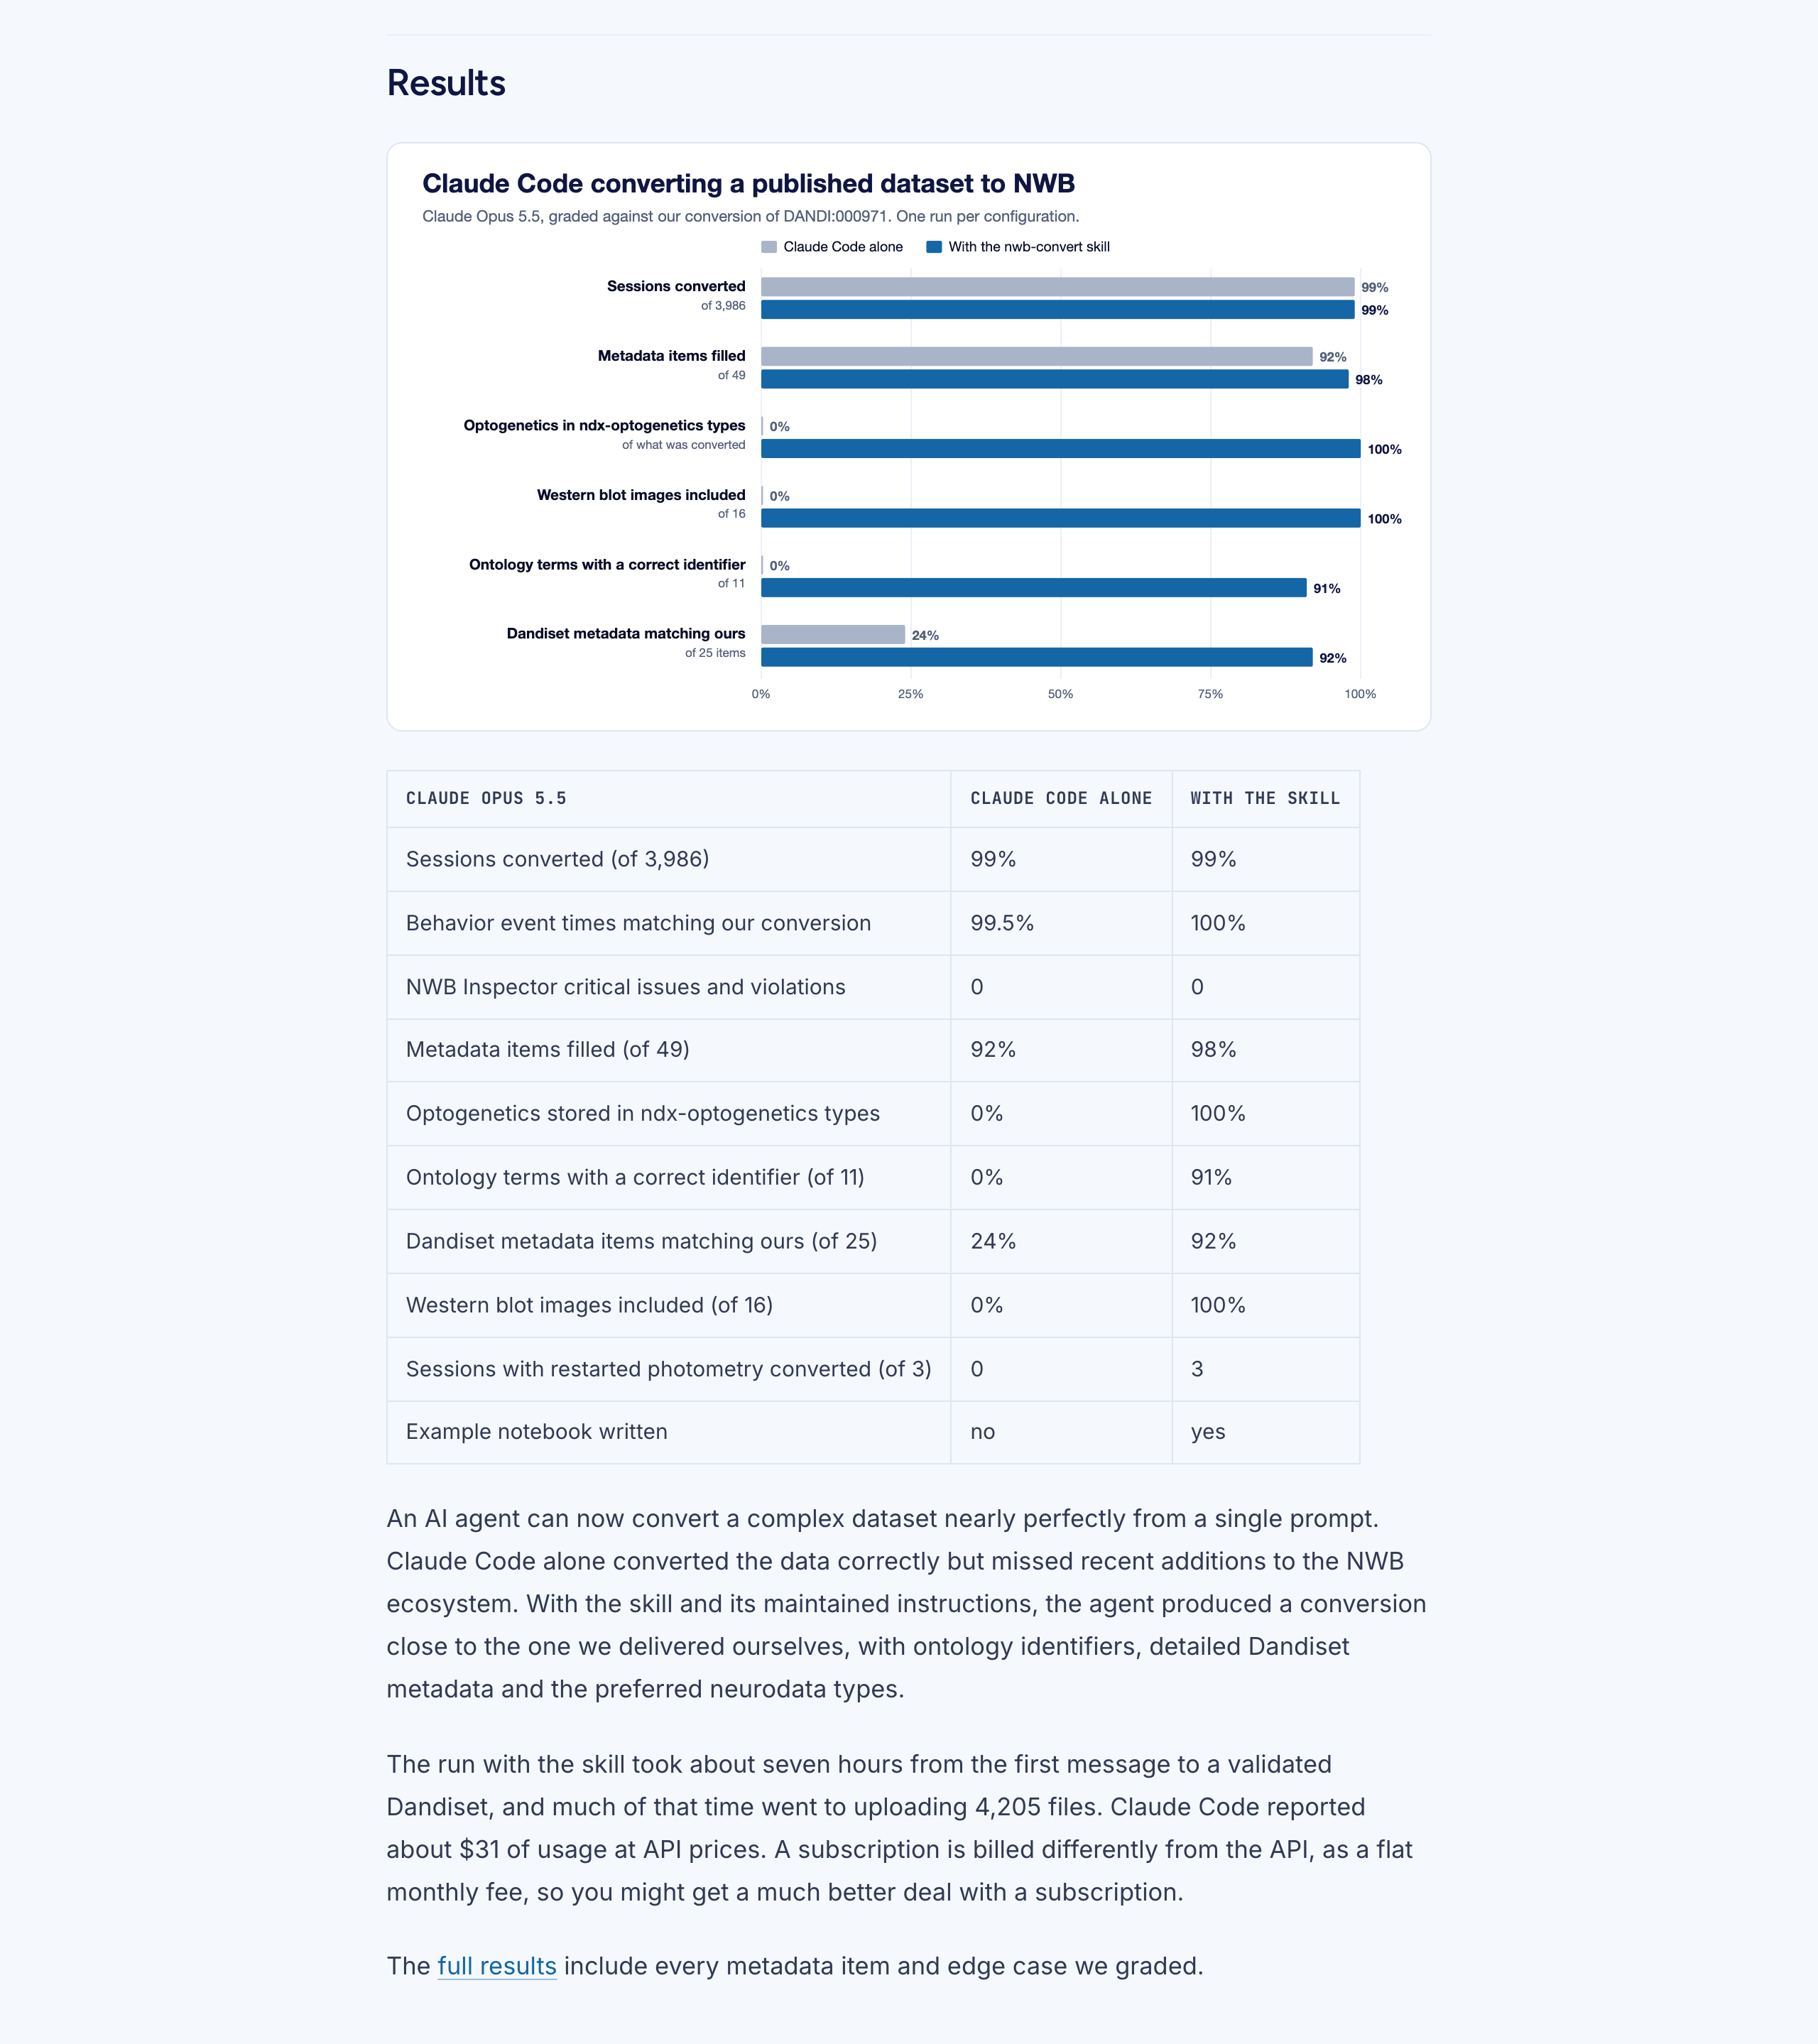 Results
Claude Code converting a published dataset to NWB
Claude Opus 5.5, graded against our conversion of DANDI:000971. One run per configuration.
Claude Code alone With the nwb-convert skill
Sessions converted
of 3,986
99%
99%
Metadata items filled
of 49
92%
98%
Optogenetics in ndx-optogenetics types
of what was converted
0%
100%
Western blot images included
of 16
0%
100%
Ontology terms with a correct identifier
of 11
0%
91%
Dandiset metadata matching ours
of 25 items
24%
92%
0% 25% 50% 75% 100%
CLAUDE OPUS 5.5 CLAUDE CODE ALONE WITH THE SKILL
Sessions converted (of 3,986) 99% 99%
Behavior event times matching our conversion 99.5% 100%
NWB Inspector critical issues and violations 0 0
Metadata items filled (of 49) 92% 98%
Optogenetics stored in ndx-optogenetics types 0% 100%
Ontology terms with a correct identifier (of 11) 0% 91%
Dandiset metadata items matching ours (of 25) 24% 92%
Western blot images included (of 16) 0% 100%
Sessions with restarted photometry converted (of 3) 0 3
Example notebook written no yes
An AI agent can now convert a complex dataset nearly perfectly from a single prompt.
Claude Code alone converted the data correctly but missed recent additions to the NWB
ecosystem. With the skill and its maintained instructions, the agent produced a conversion
close to the one we delivered ourselves, with ontology identifiers, detailed Dandiset
metadata and the preferred neurodata types.
The run with the skill took about seven hours from the first message to a validated
Dandiset, and much of that time went to uploading 4,205 files. Claude Code reported
about $31 of usage at API prices. A subscription is billed differently from the API, as a flat
monthly fee, so you might get a much better deal with a subscription.
The full results include every metadata item and edge case we graded.